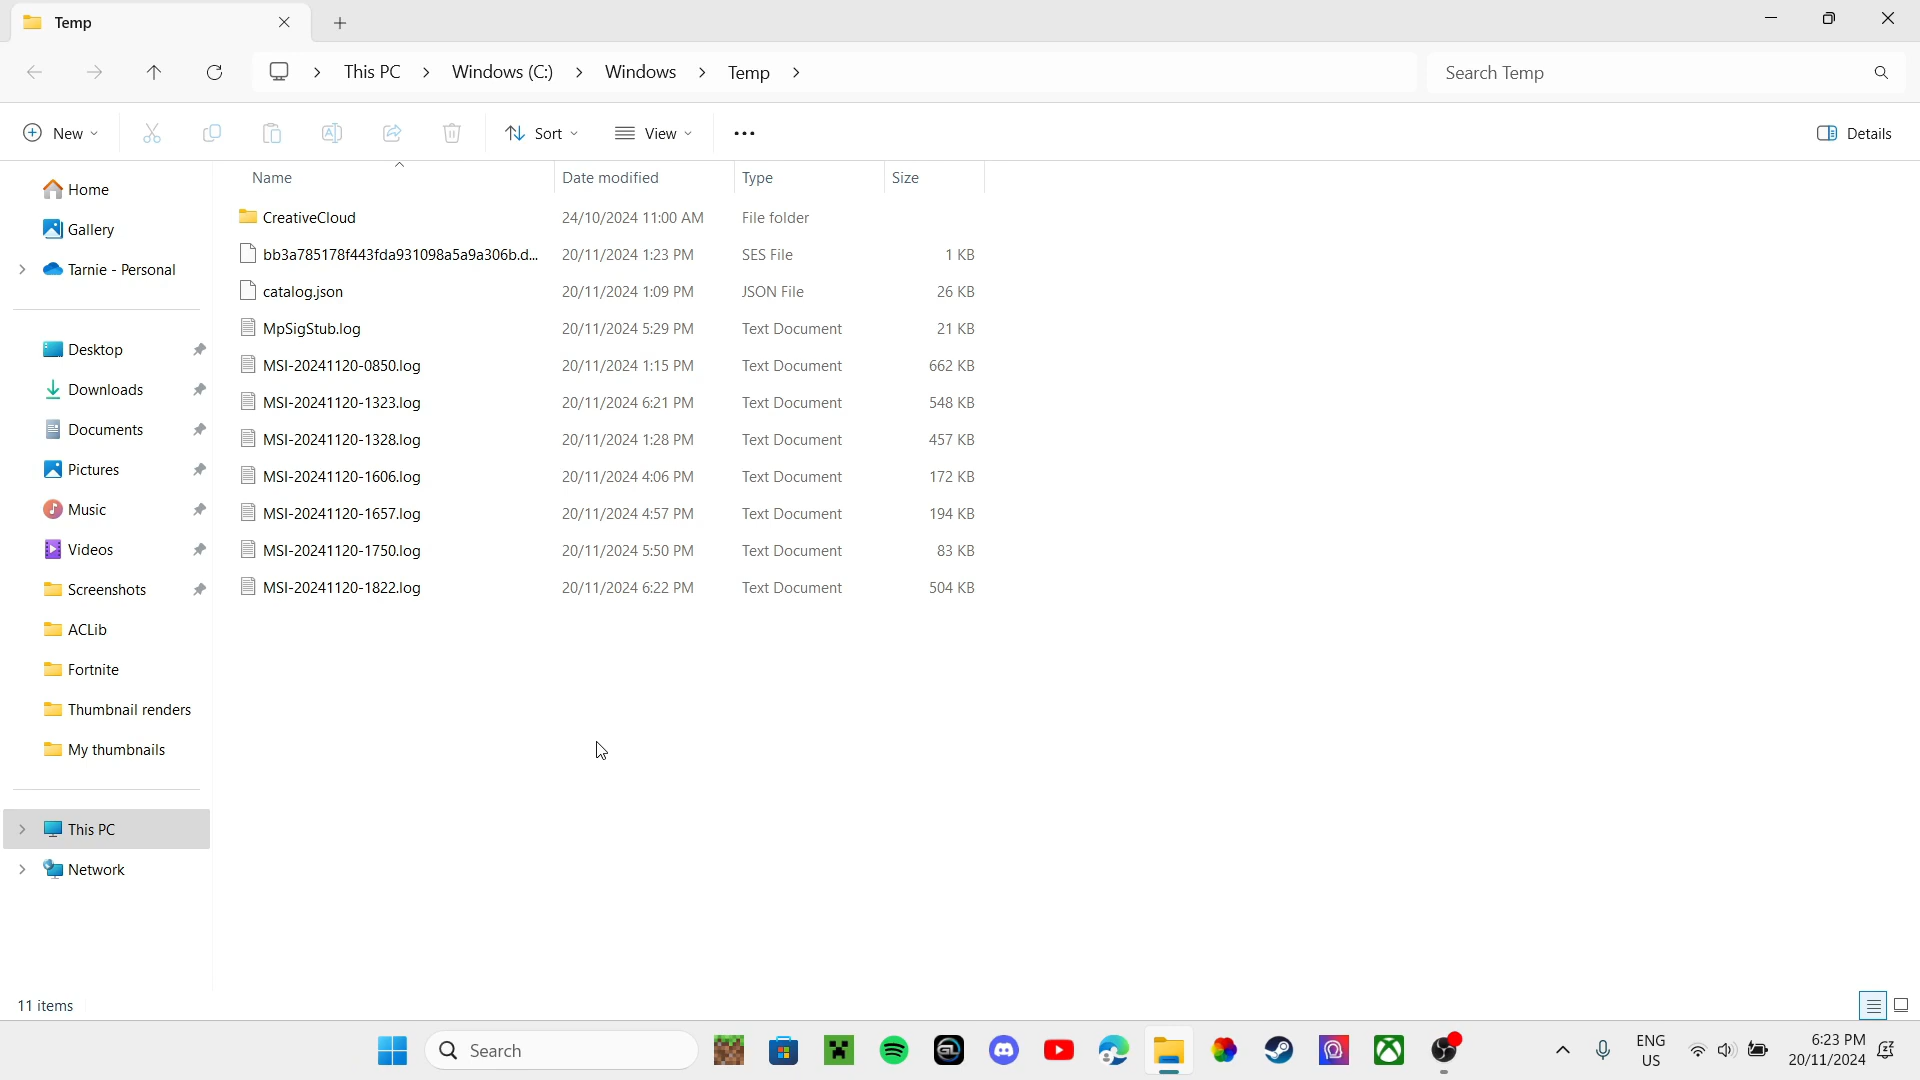 Temp
This PC > Windows (C:) > Windows > Temp >
Search Temp
New
Sort
View
Details
Name Date modified Type Size
Home
Gallery
Tarnie - Personal
Desktop
Downloads
Documents
Pictures
Music
Videos
Screenshots
ACLib
Fortnite
Thumbnail renders
My thumbnails
This PC
Network
CreativeCloud 24/10/2024 11:00 AM File folder
bb3a785178f443fda931098a5a9a306b.d... 20/11/2024 1:23 PM SES File 1 KB
catalog.json 20/11/2024 1:09 PM JSON File 26 KB
MpSigStub.log 20/11/2024 5:29 PM Text Document 21 KB
MSI-20241120-0850.log 20/11/2024 1:15 PM Text Document 662 KB
MSI-20241120-1323.log 20/11/2024 6:21 PM Text Document 548 KB
MSI-20241120-1328.log 20/11/2024 1:28 PM Text Document 457 KB
MSI-20241120-1606.log 20/11/2024 4:06 PM Text Document 172 KB
MSI-20241120-1657.log 20/11/2024 4:57 PM Text Document 194 KB
MSI-20241120-1750.log 20/11/2024 5:50 PM Text Document 83 KB
MSI-20241120-1822.log 20/11/2024 6:22 PM Text Document 504 KB
11 items
Search
ENG
US
6:23 PM
20/11/2024